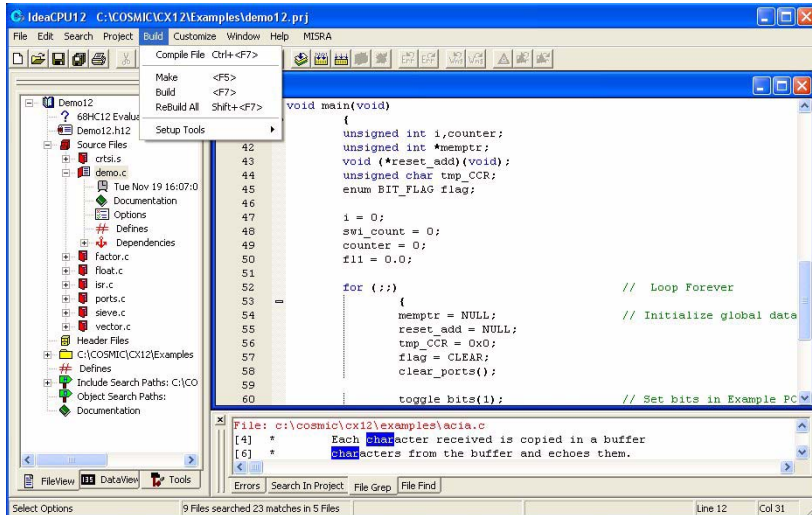 IdeaCPU12 C:\COSMIC\CX12\Examples\demo12.prj
File Edit Search Project Build Customize Window Help MISRA
Compile File Ctrl+<F7>
Make <F5>
Build <F7>
ReBuild All Shift+<F7>
Setup Tools
Demo12
68HC12 Evalua
Demo12.h12
Source Files
crtsi.s
demo.c
Tue Nov 19 16:07:0
Documentation
Options
Defines
Dependencies
factor.c
float.c
isr.c
ports.c
sieve.c
vector.c
Header Files
C:\COSMIC\CX12\Examples
Defines
Include Search Paths: C:\CO
Object Search Paths:
Documentation
FileView DataView Tools
void main(void)
{
unsigned int i,counter;
42 unsigned int *memptr;
43 void (*reset_add)(void);
44 unsigned char tmp_CCR;
45 enum BIT_FLAG flag;
46
47 i = 0;
48 swi_count = 0;
49 counter = 0;
50 fl1 = 0.0;
51
52 for (;;) // Loop Forever
53 {
54 memptr = NULL; // Initialize global data
55 reset_add = NULL;
56 tmp_CCR = 0x0;
57 flag = CLEAR;
58 clear_ports();
59
60 toggle_bits(1); // Set bits in Example PC
File: c:\cosmic\cx12\examples\acia.c
[4] * Each character received is copied in a buffer
[6] * characters from the buffer and echoes them.
Errors Search In Project File Grep File Find
Select Options 9 Files searched 23 matches in 5 Files Line 12 Col 31